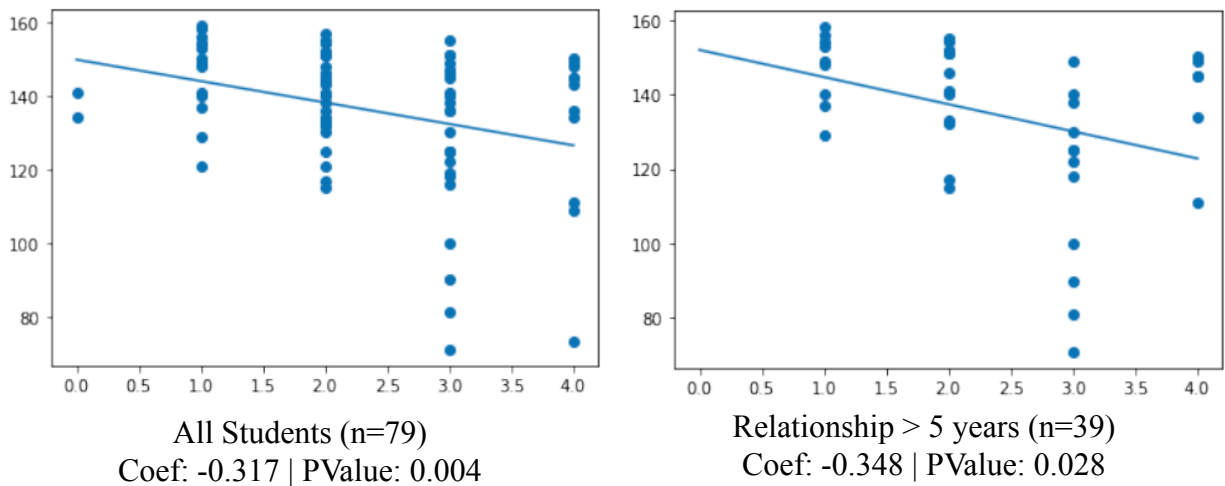 160
140
120
100
80
0.0 0.5 1.0 1.5 2.0 2.5 3.0 3.5 4.0
All Students (n=79)
Coef: -0.317 | PValue: 0.004
160
140
120
100
80
0.0 0.5 1.0 1.5 2.0 2.5 3.0 3.5 4.0
Relationship > 5 years (n=39)
Coef: -0.348 | PValue: 0.028